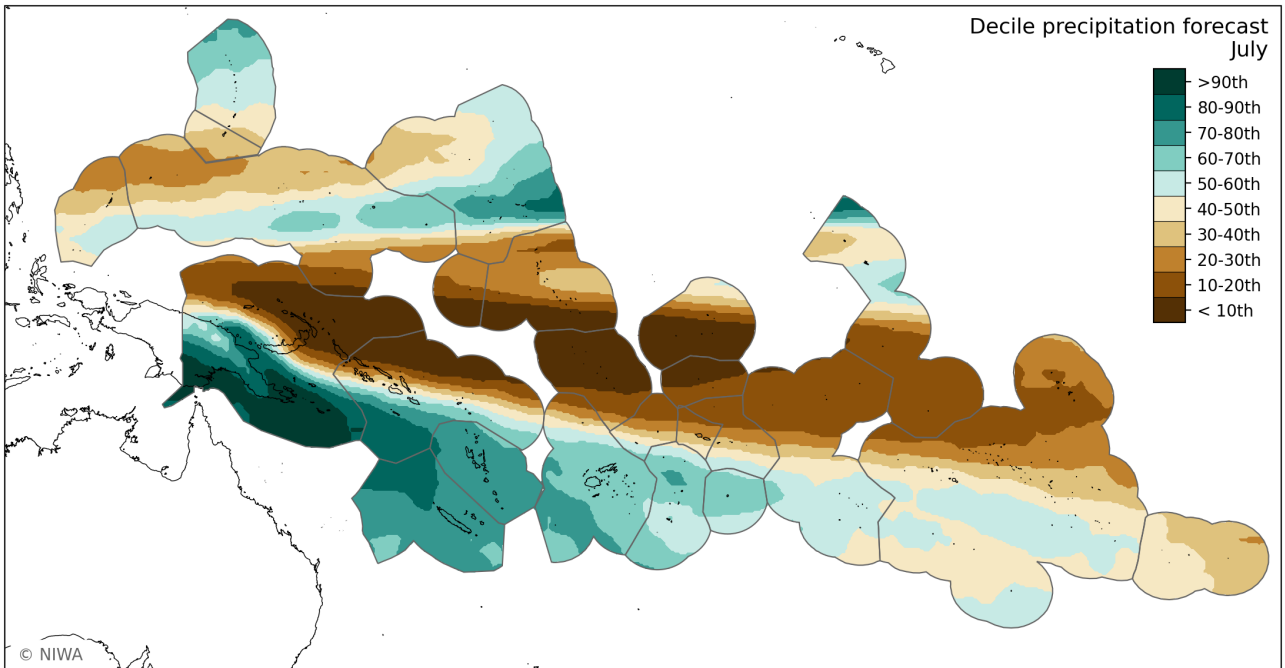 Decile precipitation forecast
July
>90th
80-90th
70-80th
60-70th
50-60th
40-50th
30-40th
20-30th
10-20th
< 10th
© NIWA